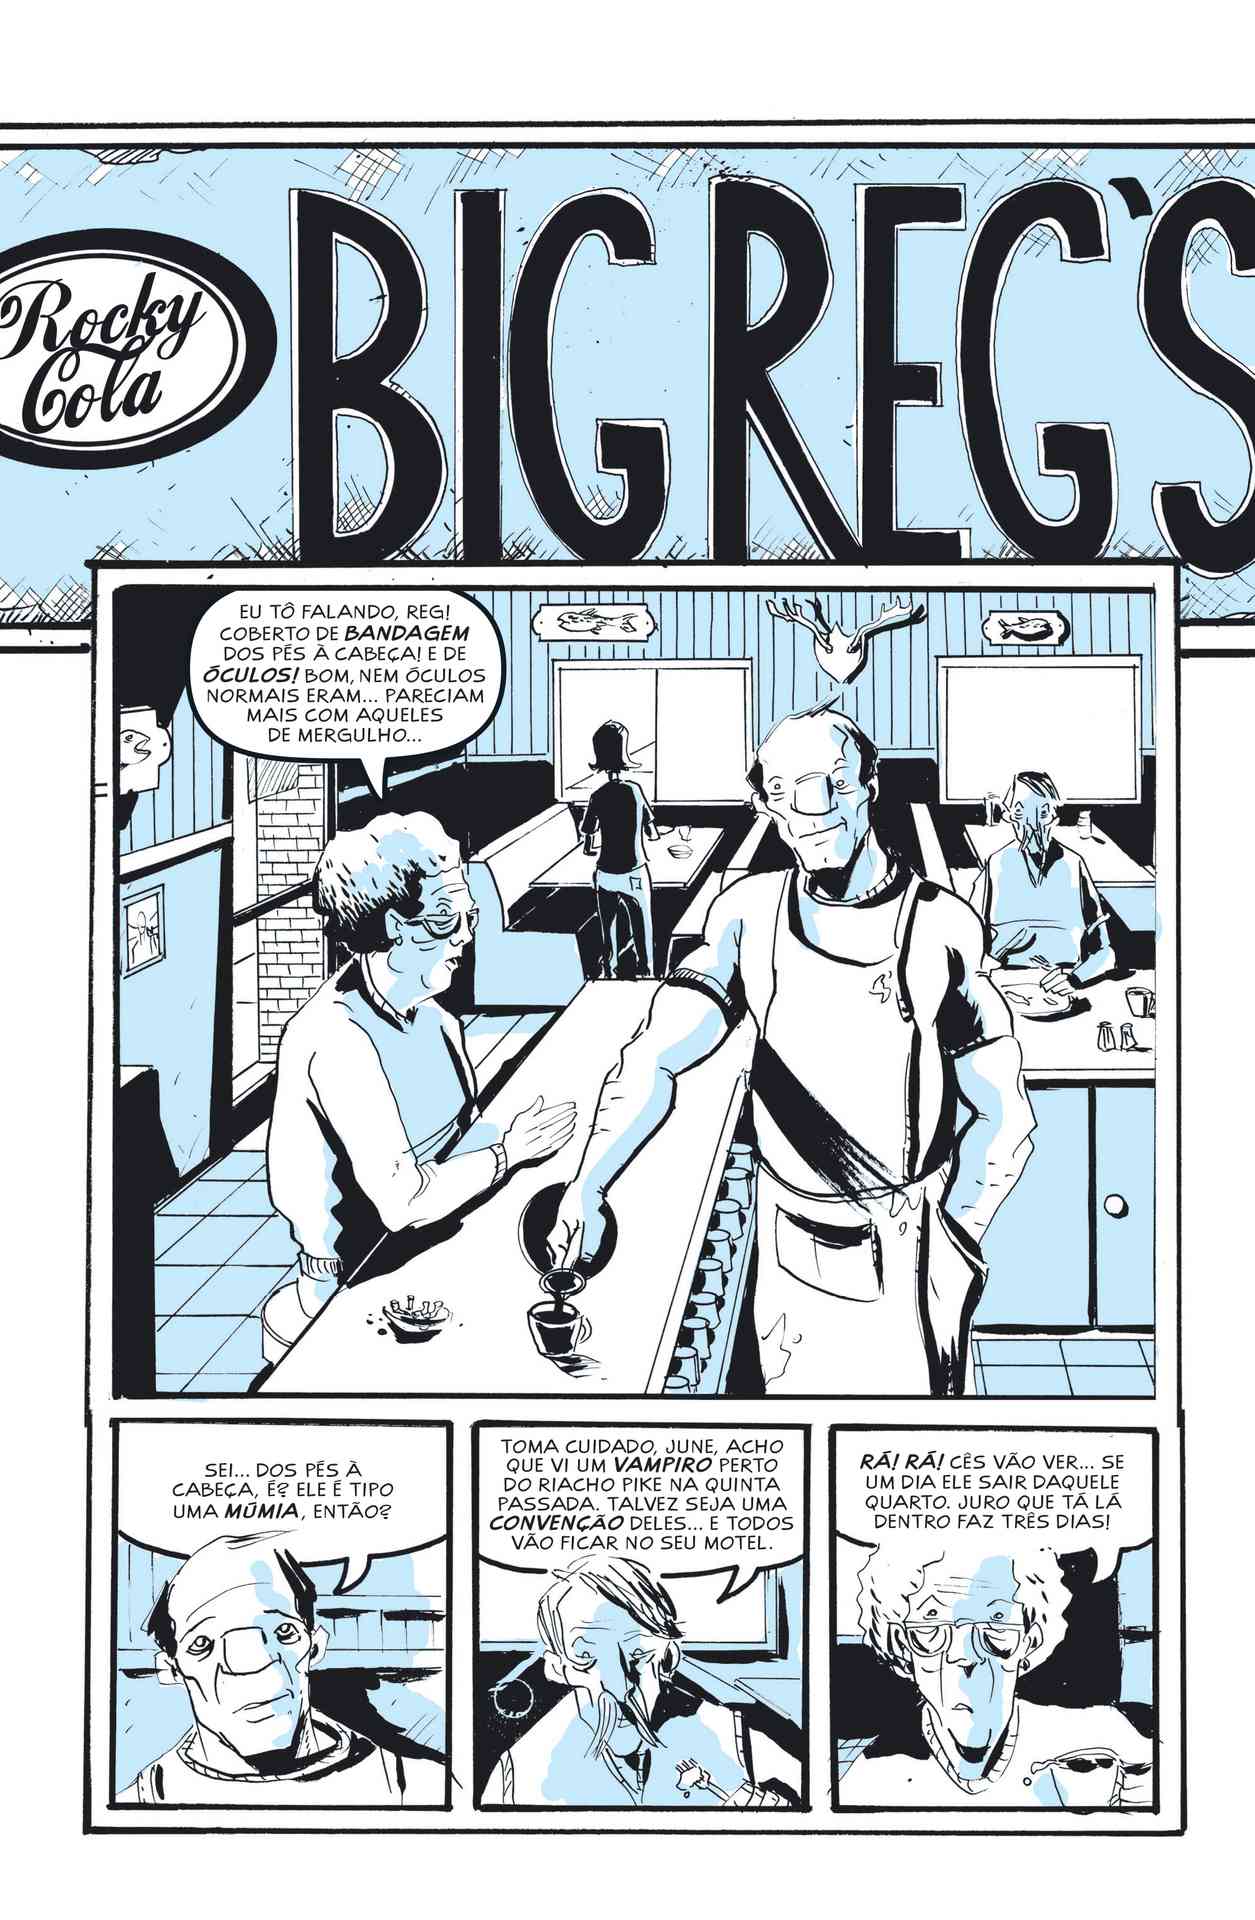 Rocky
Cola
BIG REG'S
EU TÔ FALANDO, REG!
COBERTO DE BANDAGEM
DOS PÉS À CABEÇA! E DE
ÓCULOS! BOM, NEM ÓCULOS
NORMAIS ERAM... PARECIAM
MAIS COM AQUELES
DE MERGULHO...
SEI... DOS PÉS À
CABEÇA, É? ELE É TIPO
UMA MÚMIA, ENTÃO?
TOMA CUIDADO, JUNE, ACHO
QUE VI UM VAMPIRO PERTO
DO RIACHO PIKE NA QUINTA
PASSADA. TALVEZ SEJA UMA
CONVENÇÃO DELES... E TODOS
VÃO FICAR NO SEU MOTEL.
RÁ! RÁ! CÊS VÃO VER... SE
UM DIA ELE SAIR DAQUELE
QUARTO. JURO QUE TÁ LÁ
DENTRO FAZ TRÊS DIAS!